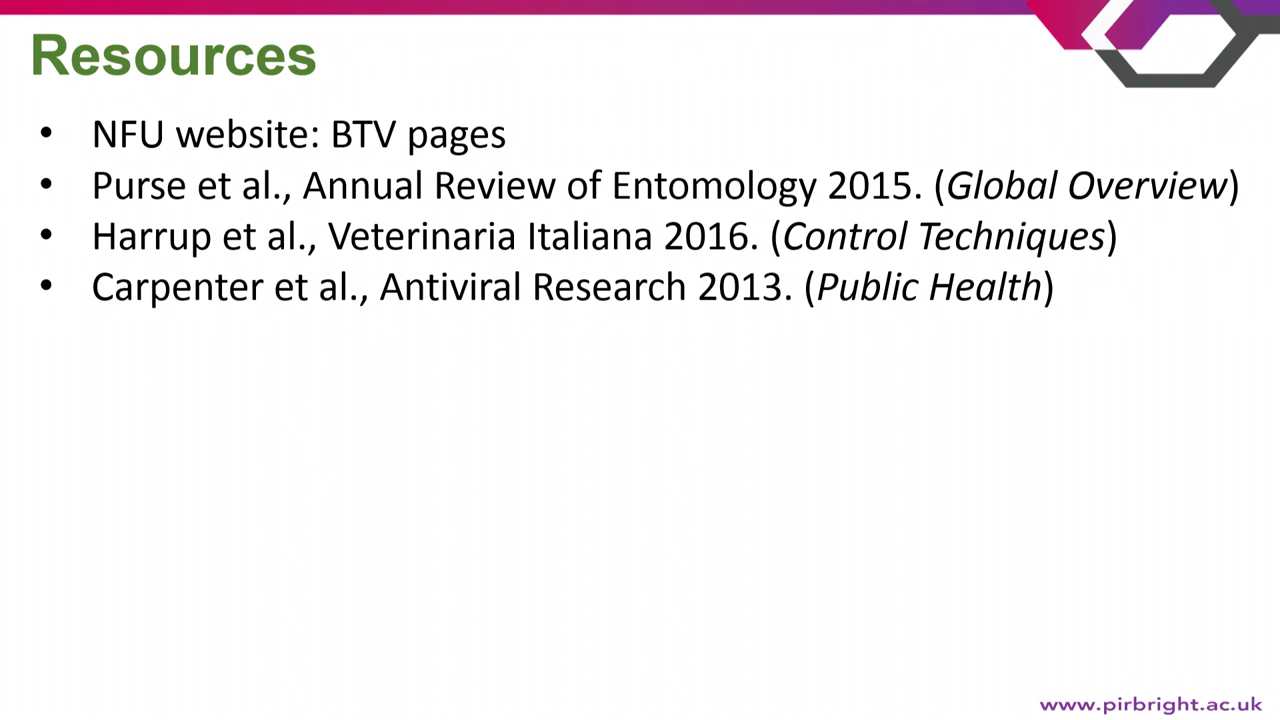 Resources
• NFU website: BTV pages
• Purse et al., Annual Review of Entomology 2015. (Global Overview)
• Harrup et al., Veterinaria Italiana 2016. (Control Techniques)
• Carpenter et al., Antiviral Research 2013. (Public Health)
www.pirbright.ac.uk